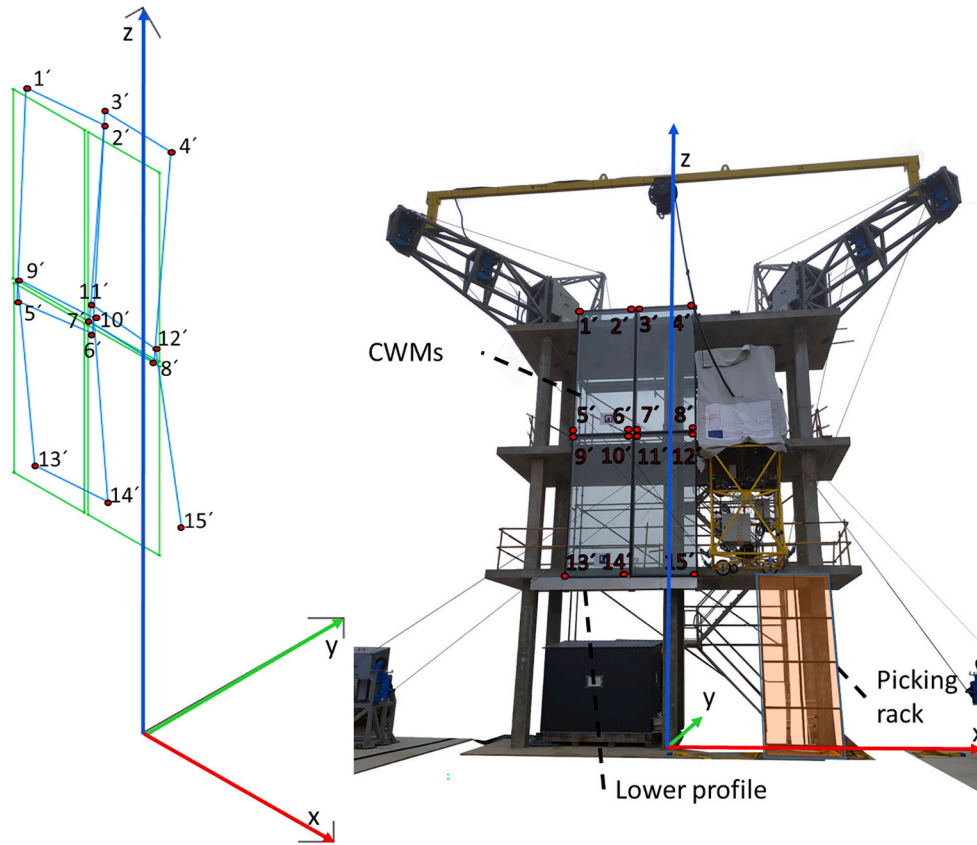 z
1´
3´
2´
4´
9´
5´
11´
7´
10´
6´
12´
8´
13´
14´
15´
y
x
z
1´ 2´ 3´ 4´
CWMs
5´ 6´ 7´ 8´
9´ 10´ 11´ 12
13´ 14´ 15´
Picking
rack
y
x
Lower profile